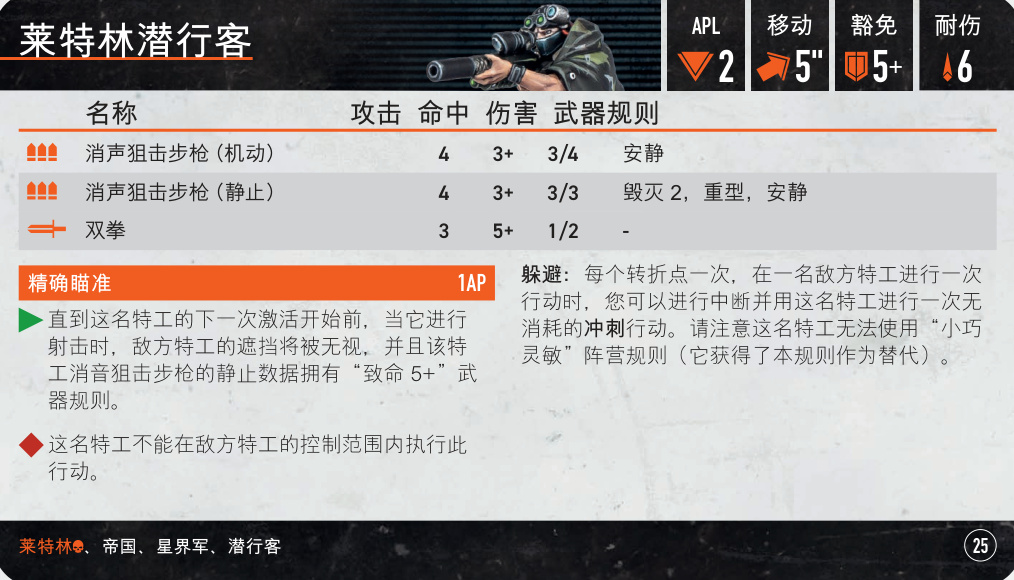 莱特林潜行客
APL 移动 豁免 耐伤
2 5" 5+ 6
名称 攻击 命中 伤害 武器规则
消声狙击步枪（机动） 4 3+ 3/4 安静
消声狙击步枪（静止） 4 3+ 3/3 毁灭 2，重型，安静
双拳 3 5+ 1/2 -
精确瞄准 1AP
直到这名特工的下一次激活开始前，当它进行
射击时，敌方特工的遮挡将被无视，并且该特
工消音狙击步枪的静止数据拥有“致命 5+”武
器规则。
这名特工不能在敌方特工的控制范围内执行此
行动。
躲避：每个转折点一次，在一名敌方特工进行一次
行动时，您可以进行中断并用这名特工进行一次无
消耗的冲刺行动。请注意这名特工无法使用“小巧
灵敏”阵营规则（它获得了本规则作为替代）。
莱特林、帝国、星界军、潜行客
25